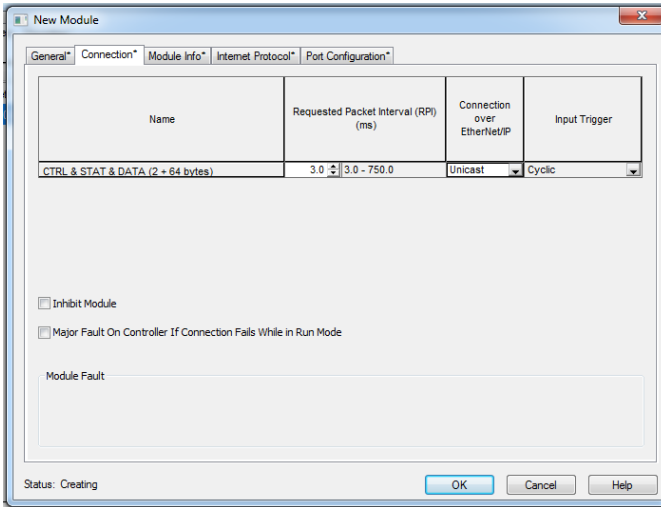 New Module
General* Connection* Module Info* Internet Protocol* Port Configuration*
Name
Requested Packet Interval (RPI)
(ms)
Connection
over
EtherNet/IP
Input Trigger
CTRL & STAT & DATA (2 + 64 bytes) 3.0 3.0 - 750.0 Unicast Cyclic
Inhibit Module
Major Fault On Controller If Connection Fails While in Run Mode
Module Fault
Status: Creating OK Cancel Help